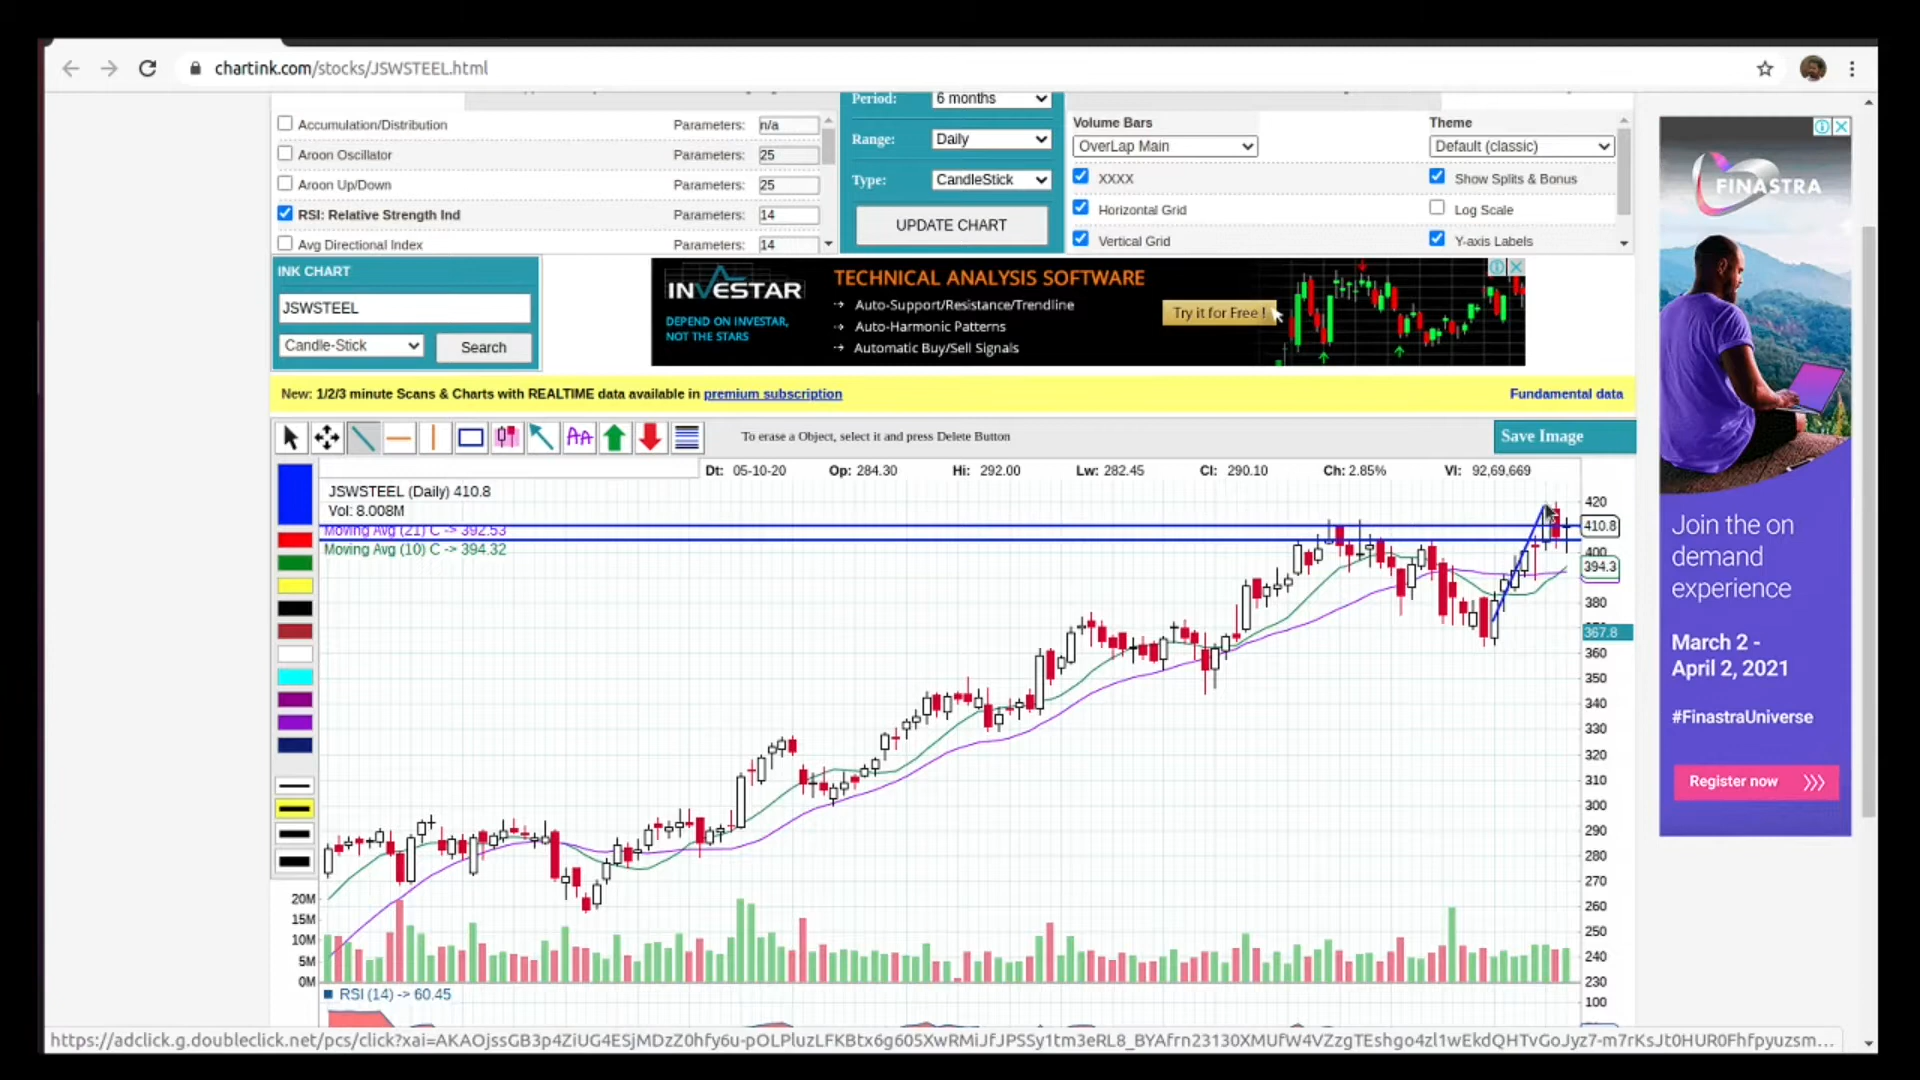 chartink.com/stocks/JSWSTEEL.html
Period: 6 months
Accumulation/Distribution Parameters: n/a
Aroon Oscillator Parameters: 25
Aroon Up/Down Parameters: 25
RSI: Relative Strength Ind Parameters: 14
Avg Directional Index Parameters: 14
Range: Daily
Type: CandleStick
UPDATE CHART
Volume Bars
OverLap Main
XXXX
Horizontal Grid
Vertical Grid
Theme
Default (classic)
Show Splits & Bonus
Log Scale
Y-axis Labels
INK CHART
JSWSTEEL
Candle-Stick
Search
INVESTAR
DEPEND ON INVESTAR,
NOT THE STARS
TECHNICAL ANALYSIS SOFTWARE
Auto-Support/Resistance/Trendline
Auto-Harmonic Patterns
Automatic Buy/Sell Signals
Try it for Free !
New: 1/2/3 minute Scans & Charts with REALTIME data available in premium subscription
Fundamental data
AA
To erase a Object, select it and press Delete Button
Save Image
Dt: 05-10-20 Op: 284.30 Hi: 292.00 Lw: 282.45 Cl: 290.10 Ch: 2.85% Vl: 92,69,669
JSWSTEEL (Daily) 410.8
Vol: 8.008M
Moving Avg (21) C -> 392.53
Moving Avg (10) C -> 394.32
420
410.8
400
394.3
380
367.8
360
350
340
330
320
310
300
290
280
270
260
250
240
230
100
20M
15M
10M
5M
0M
RSI (14) -> 60.45
FINASTRA
Join the on
demand
experience
March 2 -
April 2, 2021
#FinastraUniverse
Register now